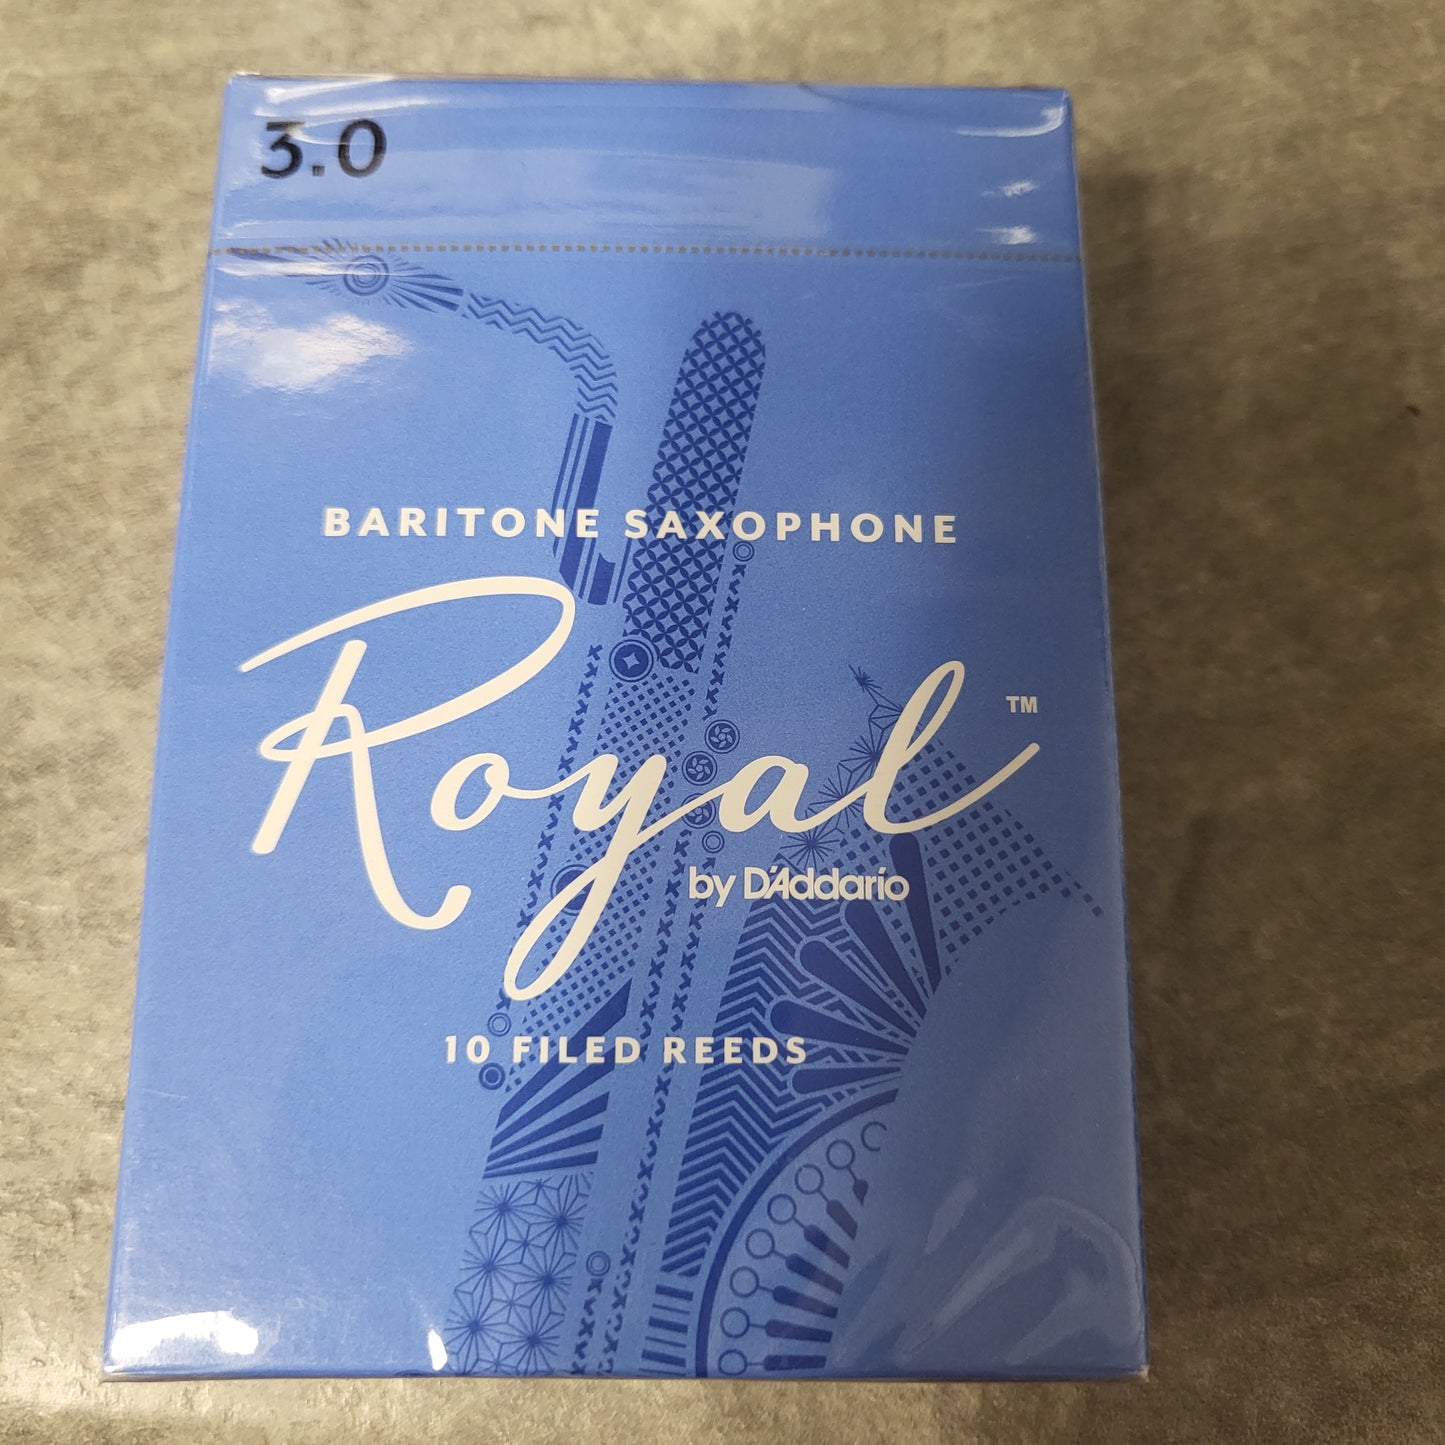 3.0
BARITONE SAXOPHONE
Royal™
by D'Addario
10 FILED REEDS